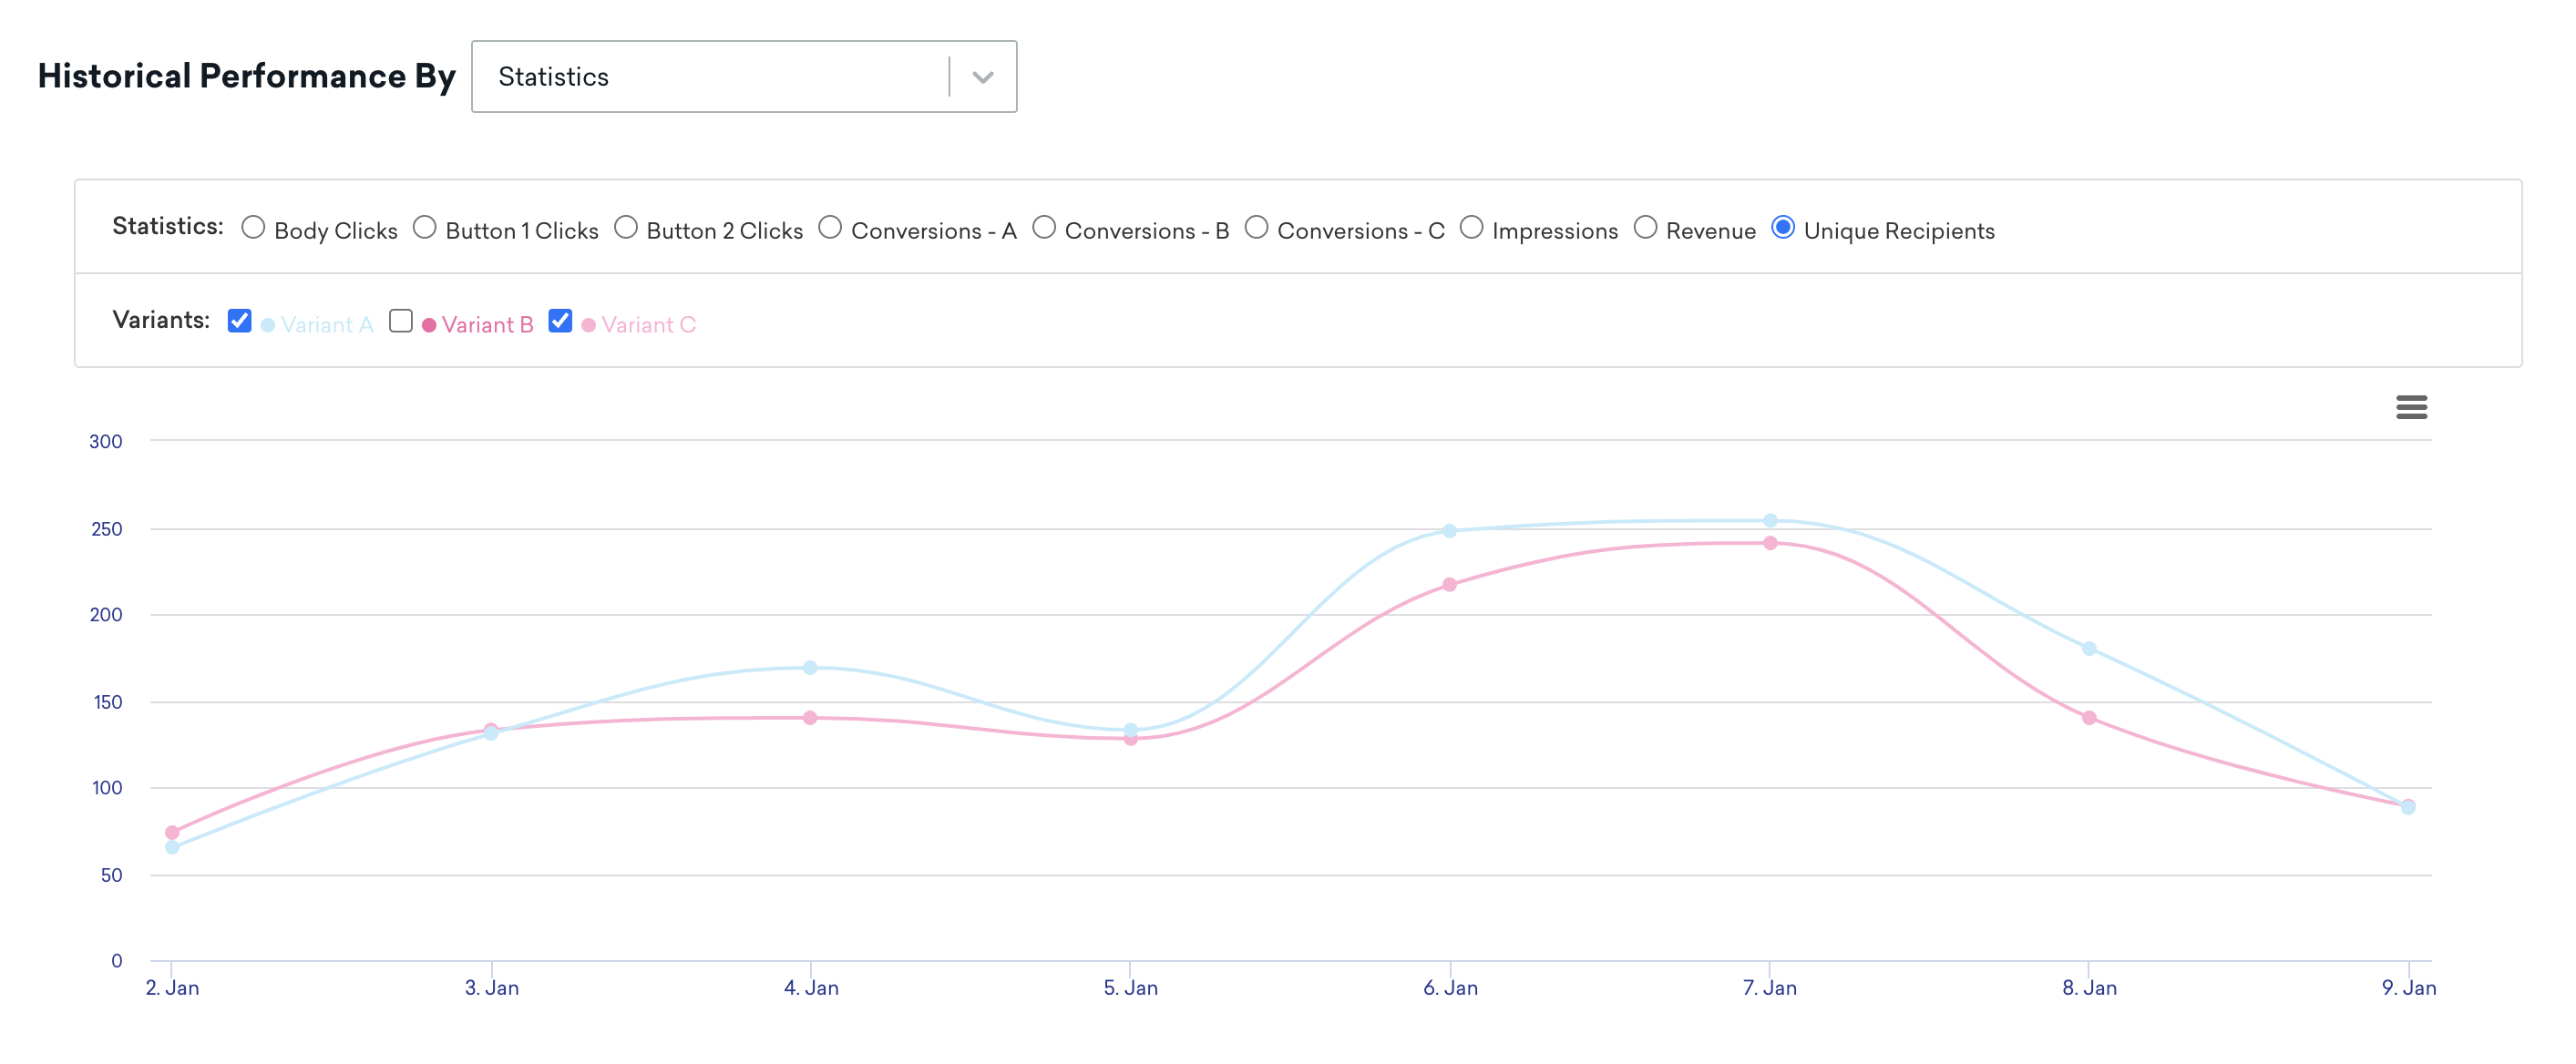 Historical Performance By Statistics
Statistics: Body Clicks Button 1 Clicks Button 2 Clicks Conversions - A Conversions - B Conversions - C Impressions Revenue Unique Recipients
Variants: Variant A Variant B Variant C
300
250
200
150
100
50
0
2. Jan 3. Jan 4. Jan 5. Jan 6. Jan 7. Jan 8. Jan 9. Jan